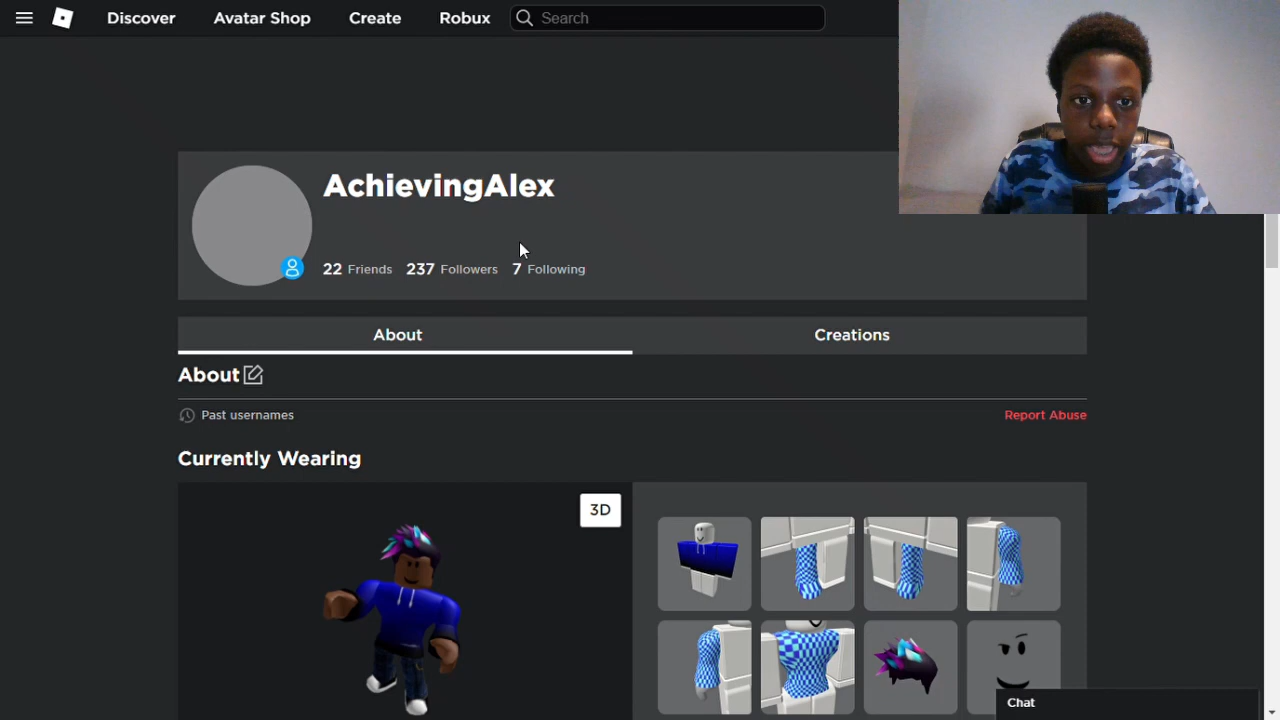 Discover Avatar Shop Create Robux Search
AchievingAlex
22 Friends 237 Followers 7 Following
About Creations
About
Past usernames Report Abuse
Currently Wearing
3D
Chat